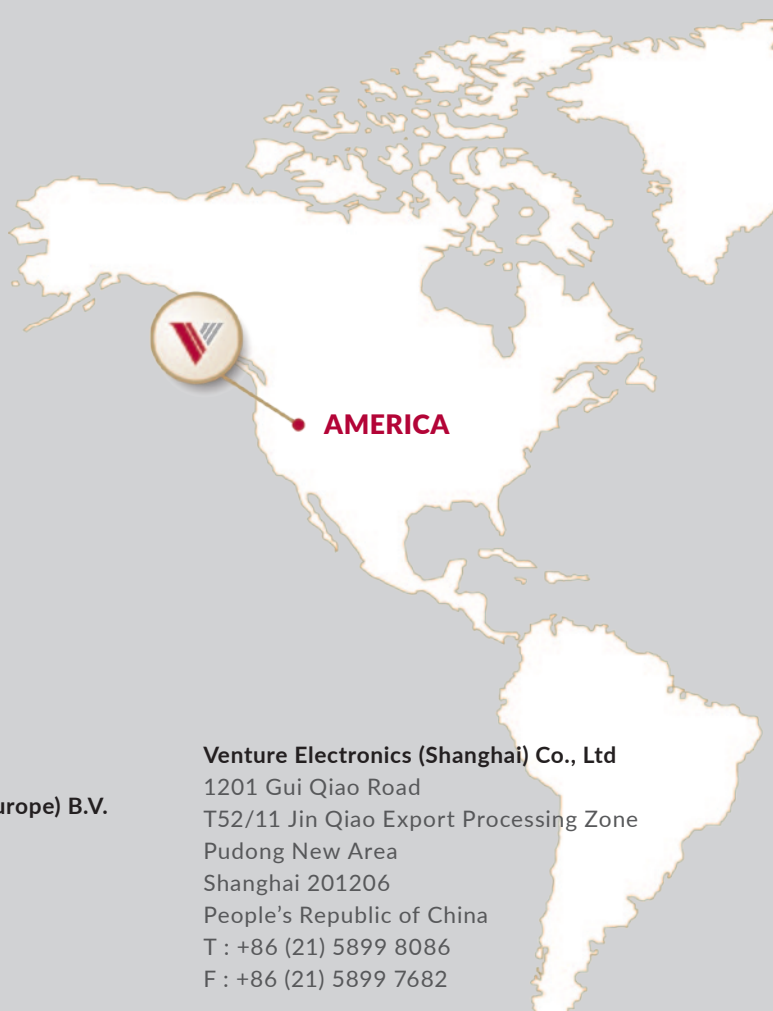 AMERICA
urope) B.V.
Venture Electronics (Shanghai) Co., Ltd
1201 Gui Qiao Road
T52/11 Jin Qiao Export Processing Zone
Pudong New Area
Shanghai 201206
People’s Republic of China
T : +86 (21) 5899 8086
F : +86 (21) 5899 7682